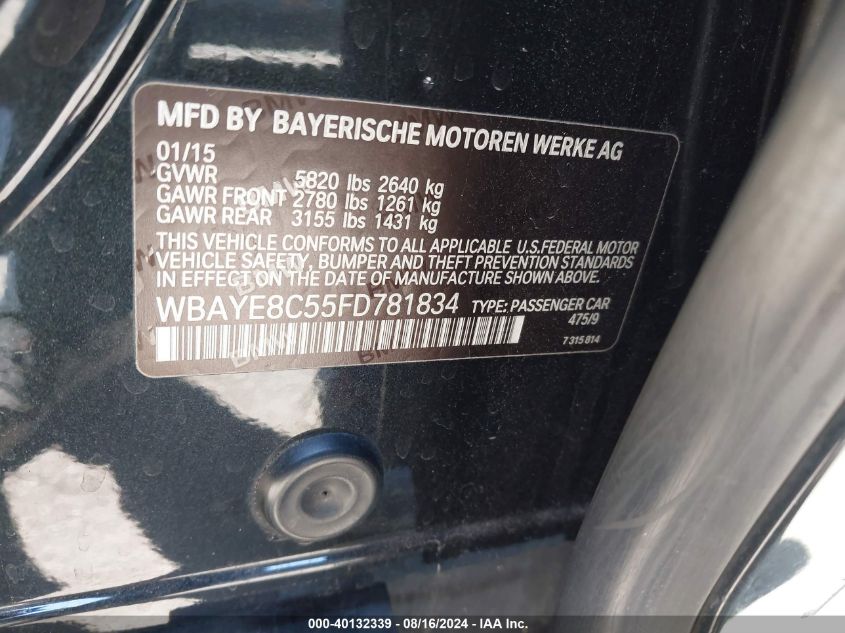 MFD BY BAYERISCHE MOTOREN WERKE AG
01/15
GVWR 5820 lbs 2640 kg
GAWR FRONT 2780 lbs 1261 kg
GAWR REAR 3155 lbs 1431 kg
THIS VEHICLE CONFORMS TO ALL APPLICABLE U.S.FEDERAL MOTOR
VEHICLE SAFETY, BUMPER AND THEFT PREVENTION STANDARDS
IN EFFECT ON THE DATE OF MANUFACTURE SHOWN ABOVE.
WBAYE8C55FD781834 TYPE: PASSENGER CAR
475/9
7315814
000-40132339 - 08/16/2024 - IAA, Inc.